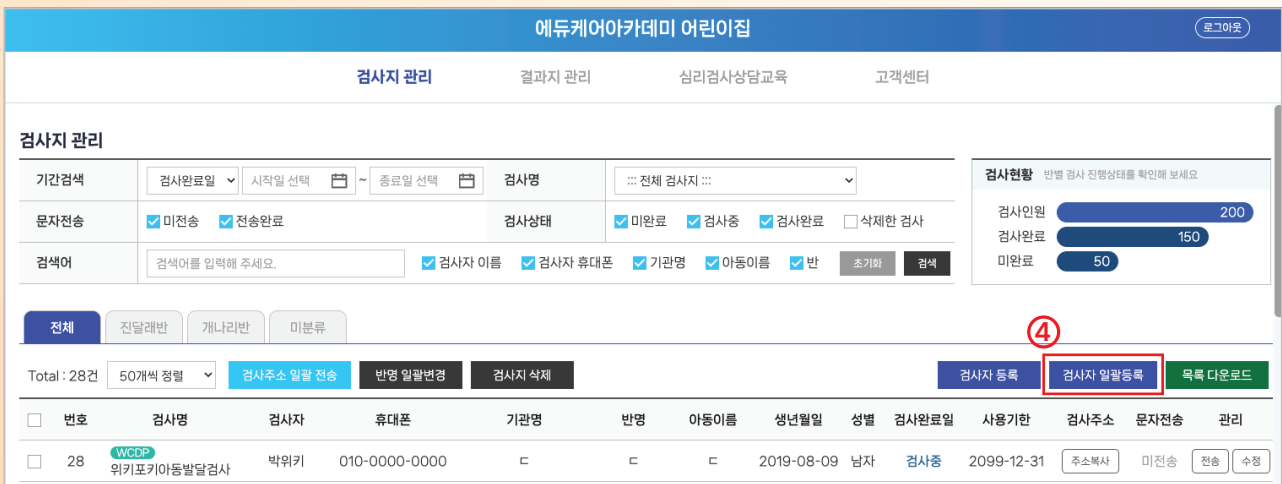 에듀케어아카데미 어린이집 로그아웃
검사지 관리 결과지 관리 심리검사상담교육 고객센터
검사지 관리
기간검색 검사완료일 시작일 선택 ~ 종료일 선택 검사명 ::: 전체 검사지 :::
문자전송 미전송 전송완료 검사상태 미완료 검사중 검사완료 삭제한 검사
검색어 검색어를 입력해 주세요. 검사자 이름 검사자 휴대폰 기관명 아동이름 반 초기화 검색
검사현황 반별 검사 진행상태를 확인해 보세요
검사인원 200
검사완료 150
미완료 50
전체 진달래반 개나리반 미분류
④
Total : 28건 50개씩 정렬 검사주소 일괄 전송 반명 일괄변경 검사지 삭제 검사자 등록 검사자 일괄등록 목록 다운로드
번호 검사명 검사자 휴대폰 기관명 반명 아동이름 생년월일 성별 검사완료일 사용기한 검사주소 문자전송 관리
28 WCDP 위키포키아동발달검사 박위키 010-0000-0000 ㄷ ㄷ ㄷ 2019-08-09 남자 검사중 2099-12-31 주소복사 미전송 전송 수정